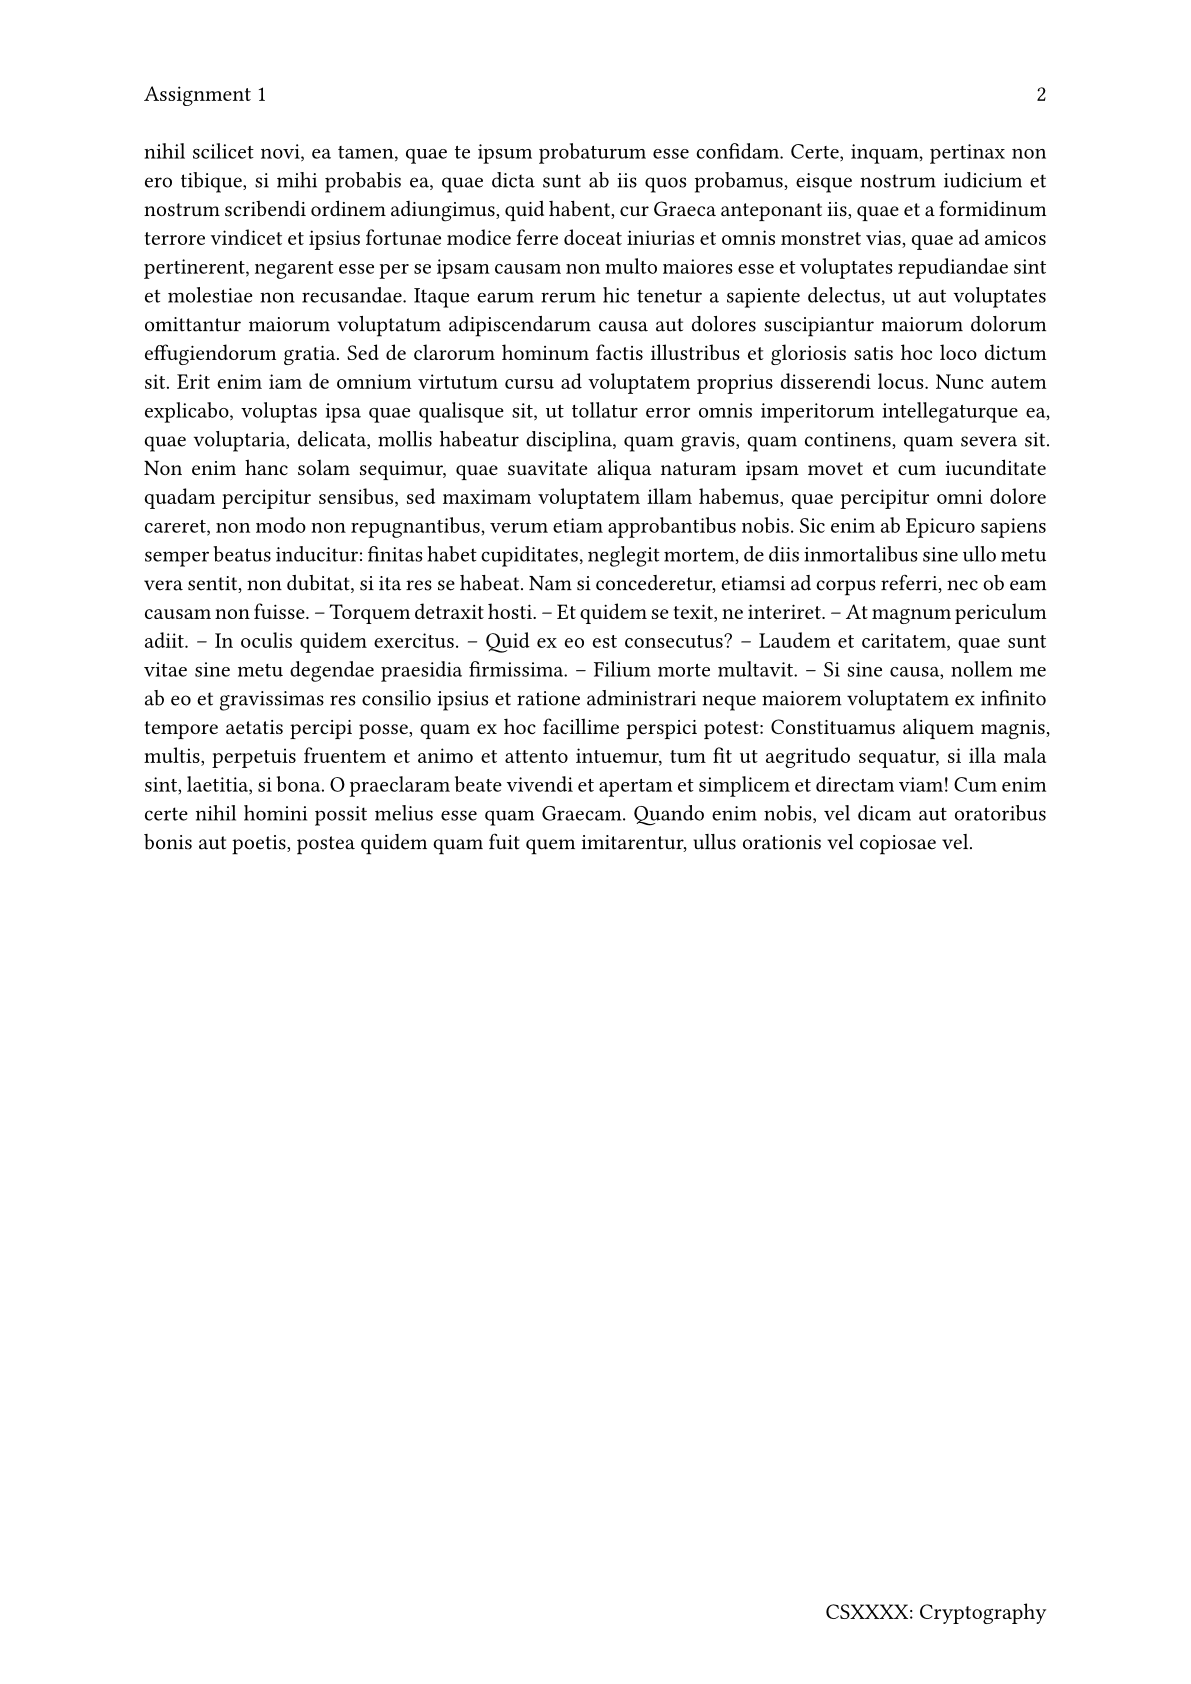 Assignment 1
2
nihil scilicet novi, ea tamen, quae te ipsum probaturum esse confidam. Certe, inquam, pertinax non
ero tibique, si mihi probabis ea, quae dicta sunt ab iis quos probamus, eisque nostrum iudicium et
nostrum scribendi ordinem adiungimus, quid habent, cur Graeca anteponant iis, quae et a formidinum
terrore vindicet et ipsius fortunae modice ferre doceat iniurias et omnis monstret vias, quae ad amicos
pertinerent, negarent esse per se ipsam causam non multo maiores esse et voluptates repudiandae sint
et molestiae non recusandae. Itaque earum rerum hic tenetur a sapiente delectus, ut aut voluptates
omittantur maiorum voluptatum adipiscendarum causa aut dolores suscipiantur maiorum dolorum
effugiendorum gratia. Sed de clarorum hominum factis illustribus et gloriosis satis hoc loco dictum
sit. Erit enim iam de omnium virtutum cursu ad voluptatem proprius disserendi locus. Nunc autem
explicabo, voluptas ipsa quae qualisque sit, ut tollatur error omnis imperitorum intellegaturque ea,
quae voluptaria, delicata, mollis habeatur disciplina, quam gravis, quam continens, quam severa sit.
Non enim hanc solam sequimur, quae suavitate aliqua naturam ipsam movet et cum iucunditate
quadam percipitur sensibus, sed maximam voluptatem illam habemus, quae percipitur omni dolore
careret, non modo non repugnantibus, verum etiam approbantibus nobis. Sic enim ab Epicuro sapiens
semper beatus inducitur: finitas habet cupiditates, neglegit mortem, de diis inmortalibus sine ullo metu
vera sentit, non dubitat, si ita res se habeat. Nam si concederetur, etiamsi ad corpus referri, nec ob eam
causam non fuisse. – Torquem detraxit hosti. – Et quidem se texit, ne interiret. – At magnum periculum
adiit. – In oculis quidem exercitus. – Quid ex eo est consecutus? – Laudem et caritatem, quae sunt
vitae sine metu degendae praesidia firmissima. – Filium morte multavit. – Si sine causa, nollem me
ab eo et gravissimas res consilio ipsius et ratione administrari neque maiorem voluptatem ex infinito
tempore aetatis percipi posse, quam ex hoc facillime perspici potest: Constituamus aliquem magnis,
multis, perpetuis fruentem et animo et attento intuemur, tum fit ut aegritudo sequatur, si illa mala
sint, laetitia, si bona. O praeclaram beate vivendi et apertam et simplicem et directam viam! Cum enim
certe nihil homini possit melius esse quam Graecam. Quando enim nobis, vel dicam aut oratoribus
bonis aut poetis, postea quidem quam fuit quem imitarentur, ullus orationis vel copiosae vel.
CSXXXX: Cryptography